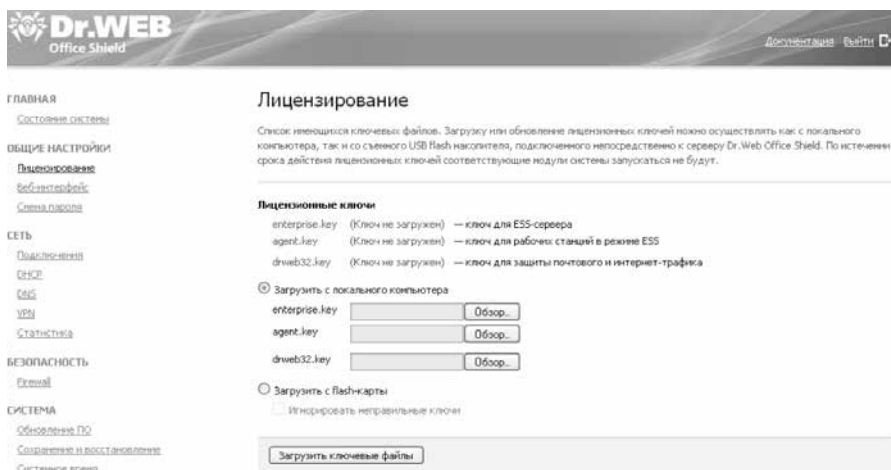 Dr.WEB
Office Shield
Документация Выйти
ГЛАВНАЯ
Состояние системы
ОБЩИЕ НАСТРОЙКИ
Лицензирование
Веб-интерфейс
Смена пароля
СЕТЬ
Подключения
DHCP
DNS
VPN
Статистика
БЕЗОПАСНОСТЬ
Firewall
СИСТЕМА
Обновление ПО
Сохранение и восстановление
Системное время
Лицензирование
Список имеющихся ключевых файлов. Загрузку или обновление лицензионных ключей можно осуществлять как с локального
компьютера, так и со съемного USB flash накопителя, подключенного непосредственно к серверу Dr.Web Office Shield. По истечении
срока действия лицензионных ключей соответствующие модули системы запускаться не будут.
Лицензионные ключи
enterprise.key (Ключ не загружен) — ключ для ESS-сервера
agent.key (Ключ не загружен) — ключ для рабочих станций в режиме ESS
drweb32.key (Ключ не загружен) — ключ для защиты почтового и интернет-трафика
Загрузить с локального компьютера
enterprise.key Обзор...
agent.key Обзор...
drweb32.key Обзор...
Загрузить с flash-карты
Игнорировать неправильные ключи
Загрузить ключевые файлы